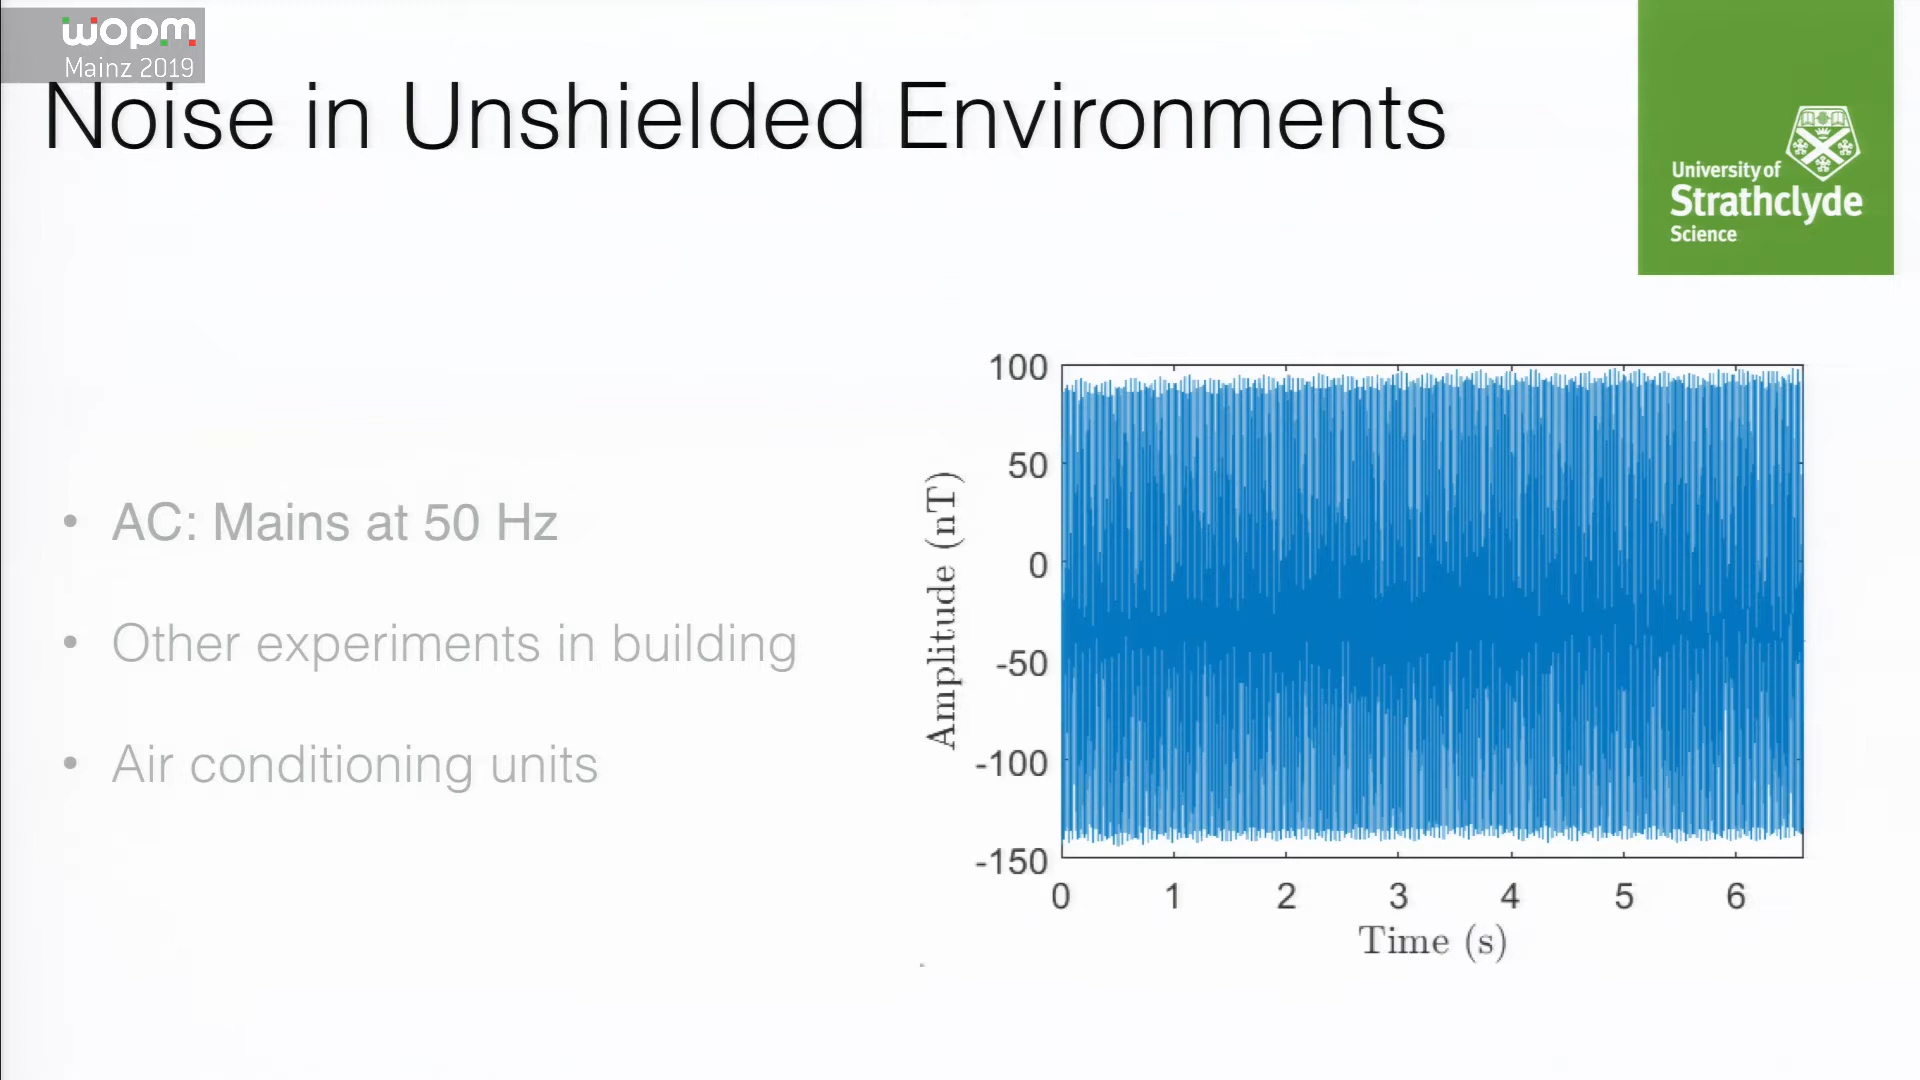 wopm
Mainz 2019
Noise in Unshielded Environments
University of
Strathclyde
Science
• AC: Mains at 50 Hz
• Other experiments in building
• Air conditioning units
Amplitude (nT)
100
50
0
-50
-100
-150
0 1 2 3 4 5 6
Time (s)